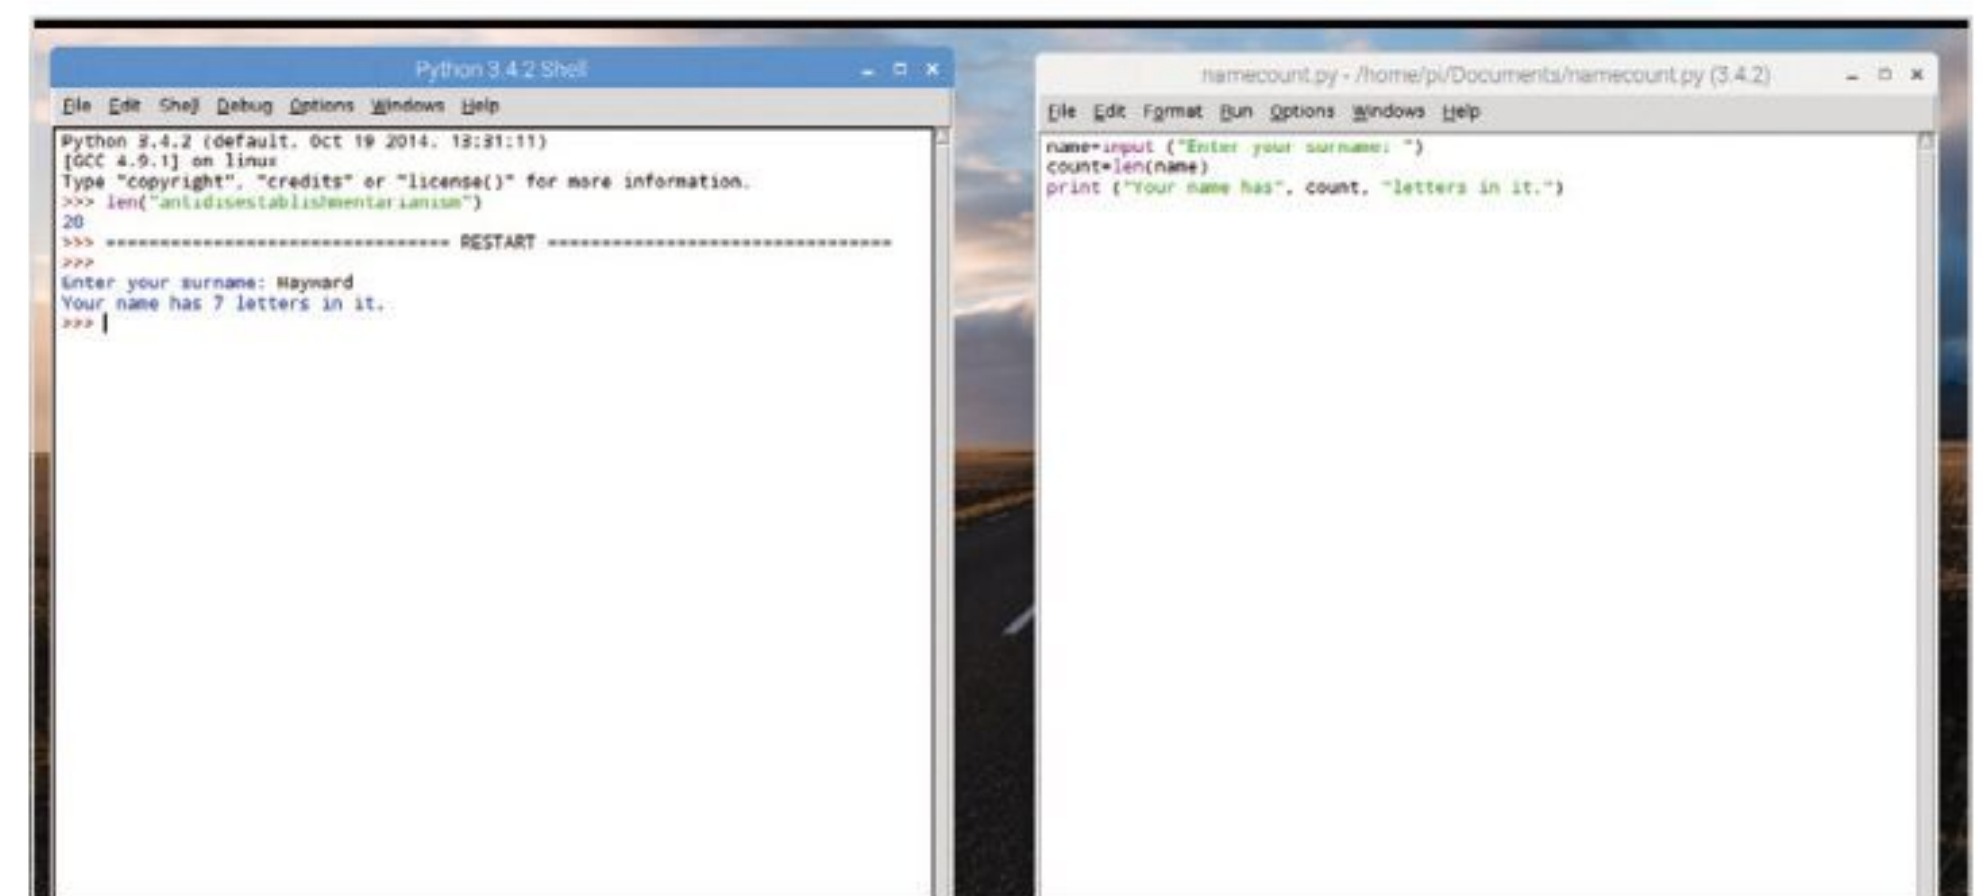 Python 3.4.2 Shell
File Edit Shell Debug Options Windows Help
Python 3.4.2 (default, Oct 19 2014, 13:31:11)
[GCC 4.9.1] on linux
Type "copyright", "credits" or "license()" for more information.
>>> len("antidisestablishmentarianism")
28
>>> ================================ RESTART ================================
>>>
Enter your surname: Hayward
Your name has 7 letters in it.
>>>
namecount.py - /home/pi/Documents/namecount.py (3.4.2)
File Edit Format Run Options Windows Help
name=input ("Enter your surname: ")
count=len(name)
print ("Your name has", count, "letters in it.")